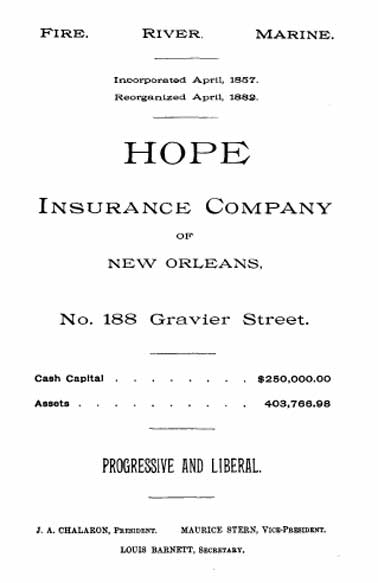 FIRE. RIVER. MARINE.
Incorporated April, 1857.
Reorganized April, 1882.
HOPE
INSURANCE COMPANY
OF
NEW ORLEANS,
No. 188 Gravier Street.
Cash Capital . . . . . . . . $250,000.00
Assets . . . . . . . . . . 403,766.98
PROGRESSIVE AND LIBERAL.
J. A. CHALARON, PRESIDENT. MAURICE STERN, VICE-PRESIDENT.
LOUIS BARNETT, SECRETARY.